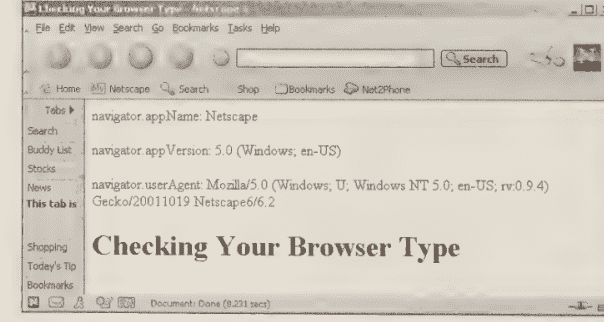 Checking Your Browser Type - Netscape 6
File Edit View Search Go Bookmarks Tasks Help
Search
Home Netscape Search Shop Bookmarks Net2Phone
Tabs
Search
Buddy List
Stocks
News
This tab is
Shopping
Today's Tip
Bookmarks
navigator.appName: Netscape
navigator.appVersion: 5.0 (Windows; en-US)
navigator.userAgent: Mozilla/5.0 (Windows; U; Windows NT 5.0; en-US; rv:0.9.4)
Gecko/20011019 Netscape6/6.2
Checking Your Browser Type
Document: Done (0.231 secs)